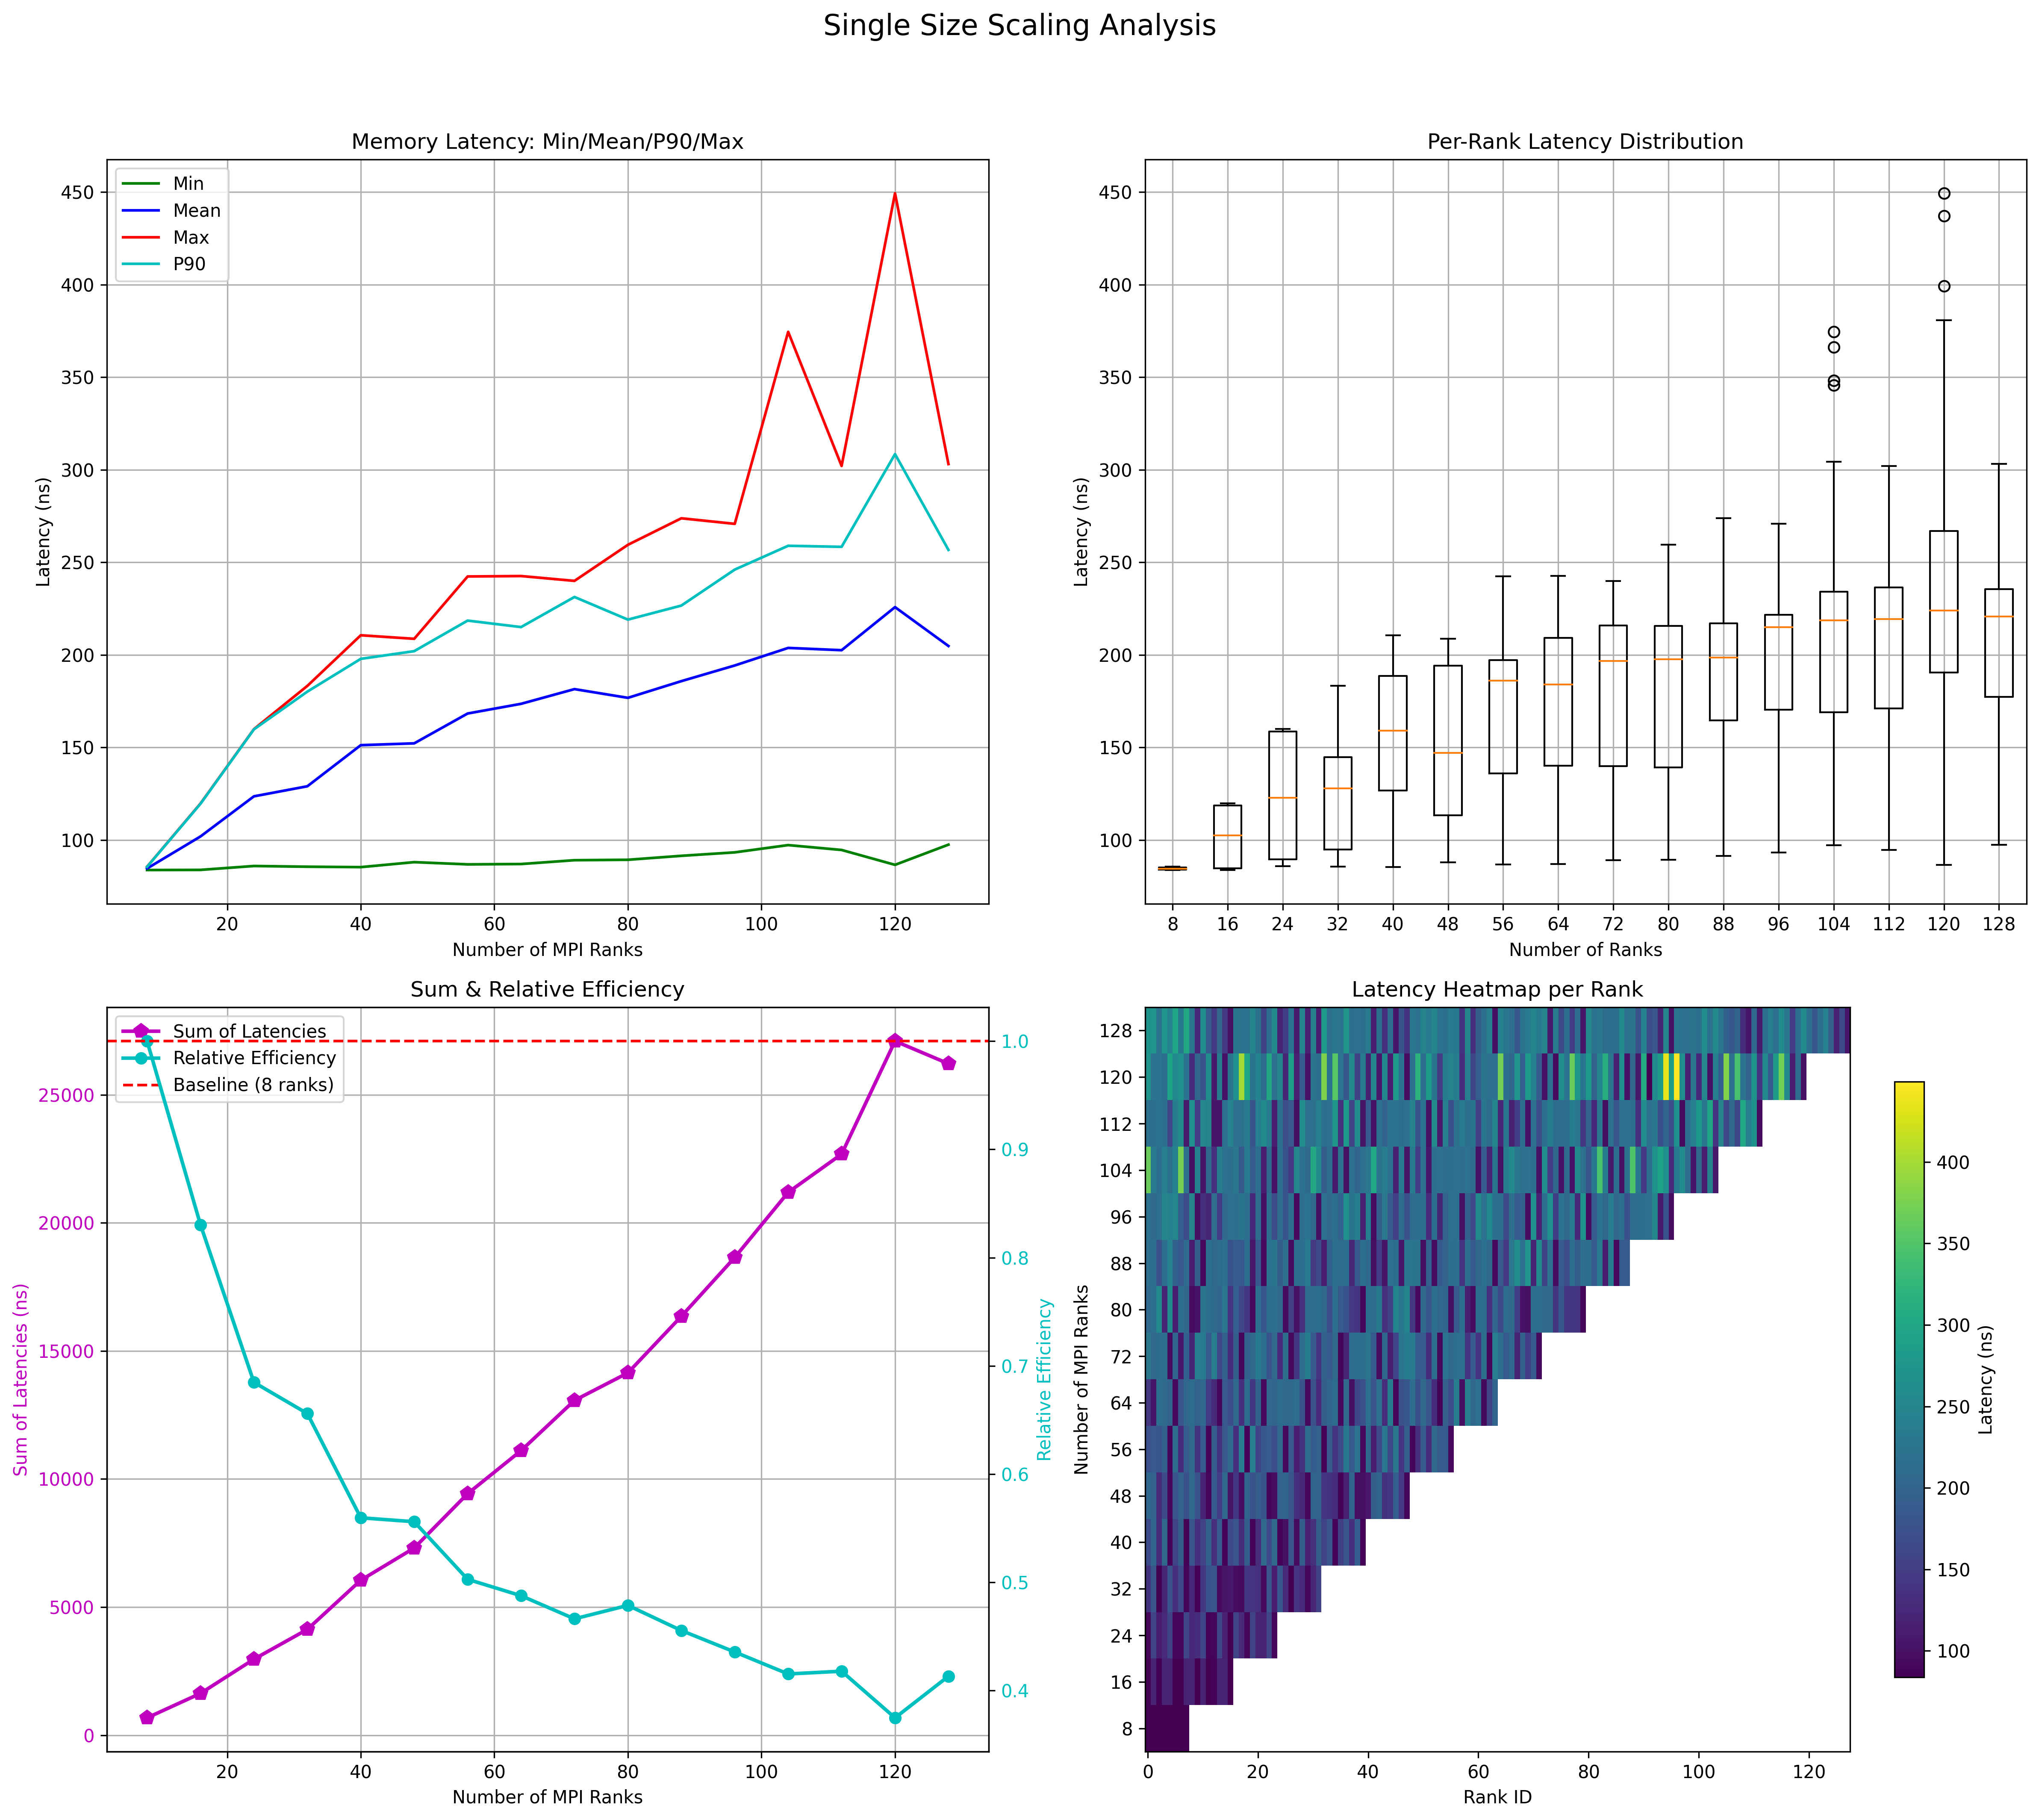 Single Size Scaling Analysis
Memory Latency: Min/Mean/P90/Max
Min
Mean
Max
P90
450
400
350
300
250
200
150
100
Latency (ns)
20 40 60 80 100 120
Number of MPI Ranks
Per-Rank Latency Distribution
450
400
350
300
250
200
150
100
Latency (ns)
8 16 24 32 40 48 56 64 72 80 88 96 104 112 120 128
Number of Ranks
Sum & Relative Efficiency
Sum of Latencies
Relative Efficiency
Baseline (8 ranks)
25000
20000
15000
10000
5000
0
Sum of Latencies (ns)
1.0
0.9
0.8
0.7
0.6
0.5
0.4
Relative Efficiency
20 40 60 80 100 120
Number of MPI Ranks
Latency Heatmap per Rank
128
120
112
104
96
88
80
72
64
56
48
40
32
24
16
8
Number of MPI Ranks
0 20 40 60 80 100 120
Rank ID
400
350
300
250
200
150
100
Latency (ns)